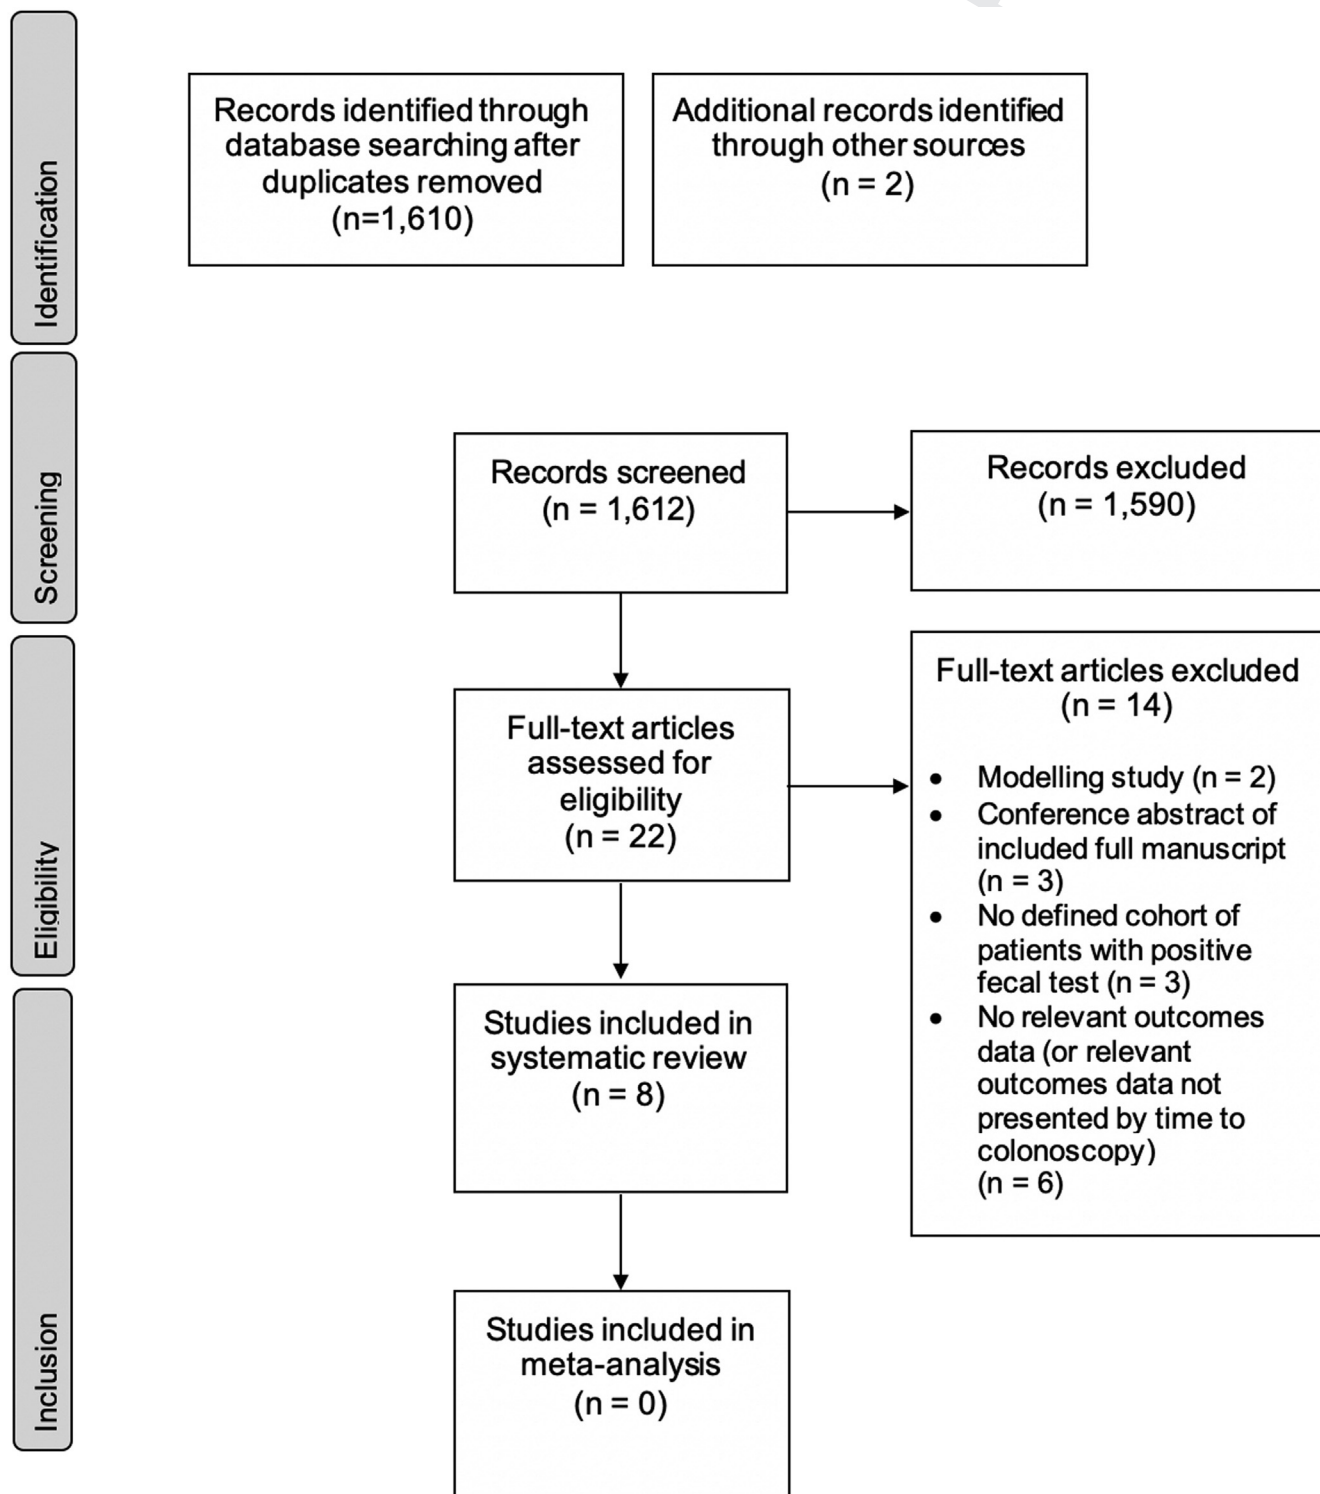 Identification
Records identified through
database searching after
duplicates removed
(n=1,610)
Additional records identified
through other sources
(n = 2)
Screening
Records screened
(n = 1,612)
Records excluded
(n = 1,590)
Eligibility
Full-text articles
assessed for
eligibility
(n = 22)
Full-text articles excluded
(n = 14)
• Modelling study (n = 2)
• Conference abstract of
included full manuscript
(n = 3)
• No defined cohort of
patients with positive
fecal test (n = 3)
• No relevant outcomes
data (or relevant
outcomes data not
presented by time to
colonoscopy)
(n = 6)
Inclusion
Studies included in
systematic review
(n = 8)
Studies included in
meta-analysis
(n = 0)